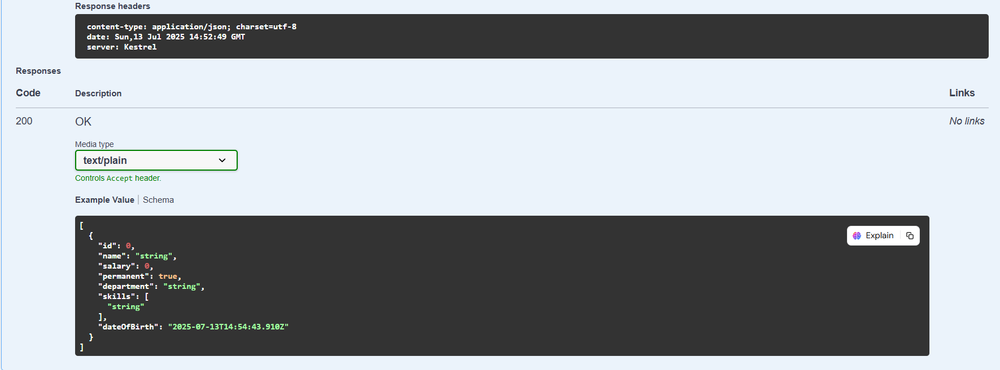 Response headers
content-type: application/json; charset=utf-8
date: Sun,13 Jul 2025 14:52:49 GMT
server: Kestrel
Responses
Code Description Links
200 OK No links
Media type
text/plain
Controls Accept header.
Example Value Schema
[
  {
    "id": 0,
    "name": "string",
    "salary": 0,
    "permanent": true,
    "department": "string",
    "skills": [
      "string"
    ],
    "dateOfBirth": "2025-07-13T14:54:43.910Z"
  }
]
Explain